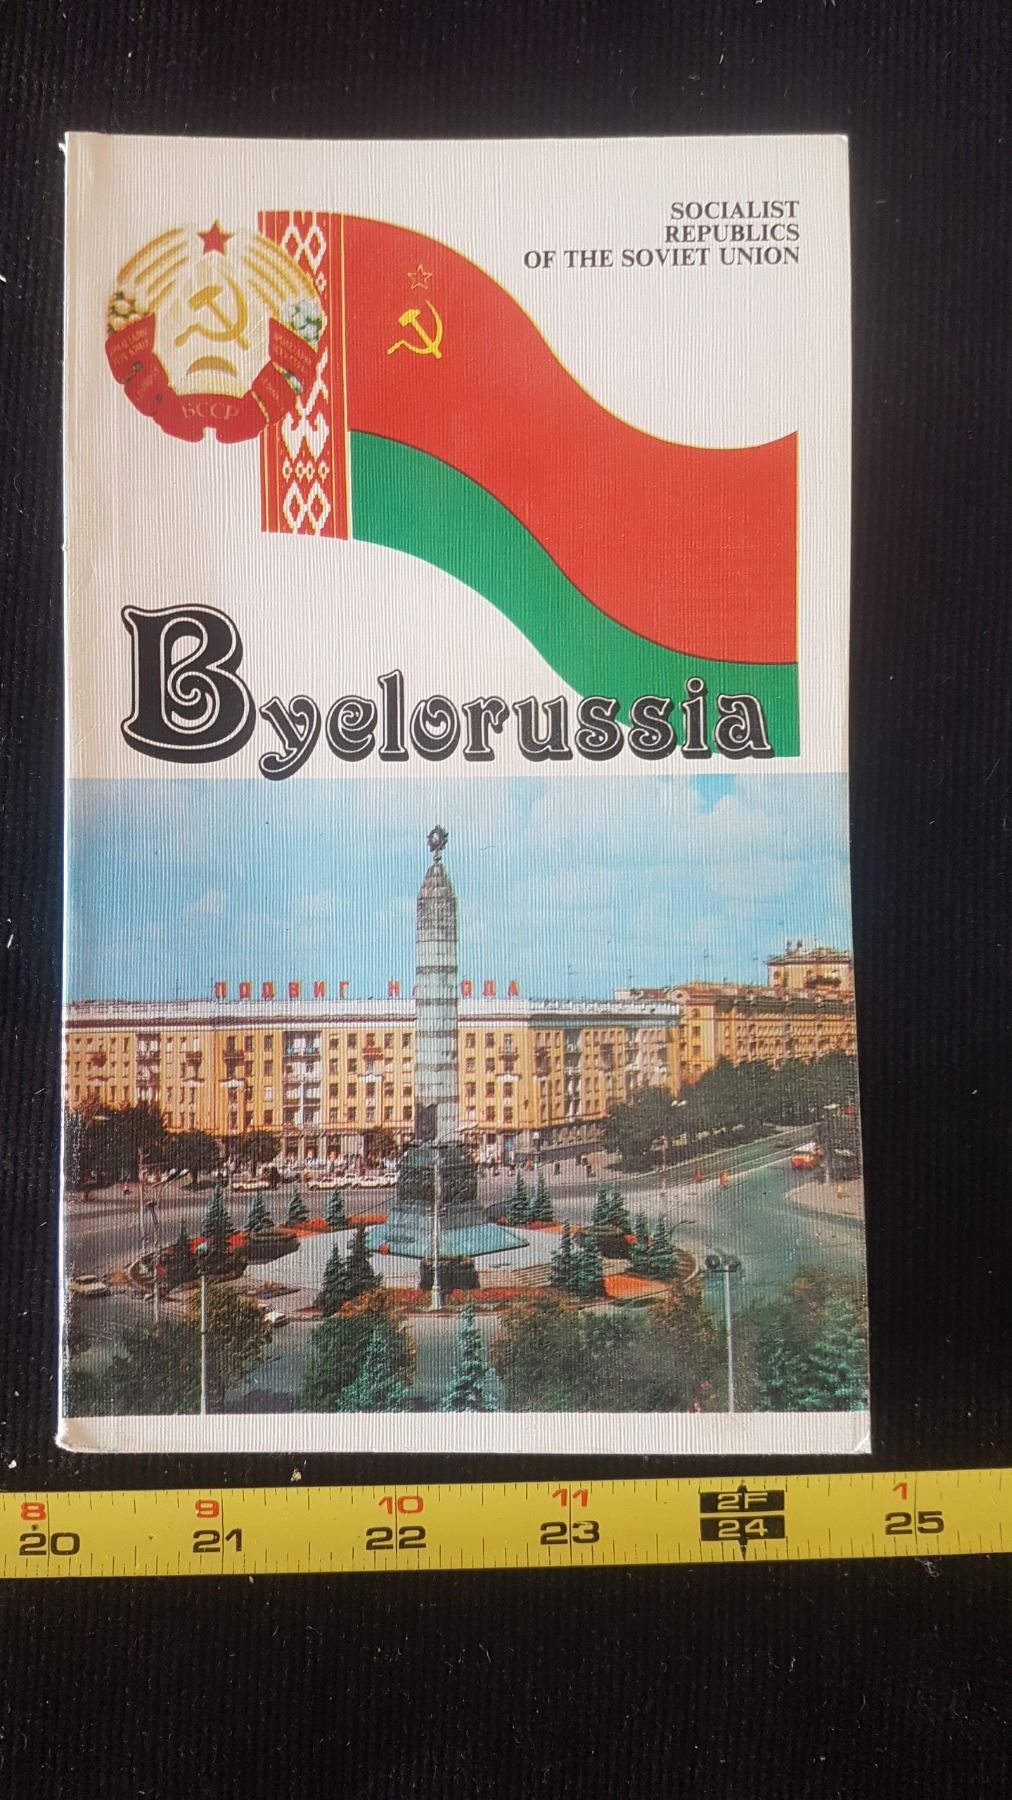 SOCIALIST
REPUBLICS
OF THE SOVIET UNION
БССР
Byelorussia
ПОДВИГ Н ОДА
8 9 10 11 2F 1
20 21 22 23 24 25